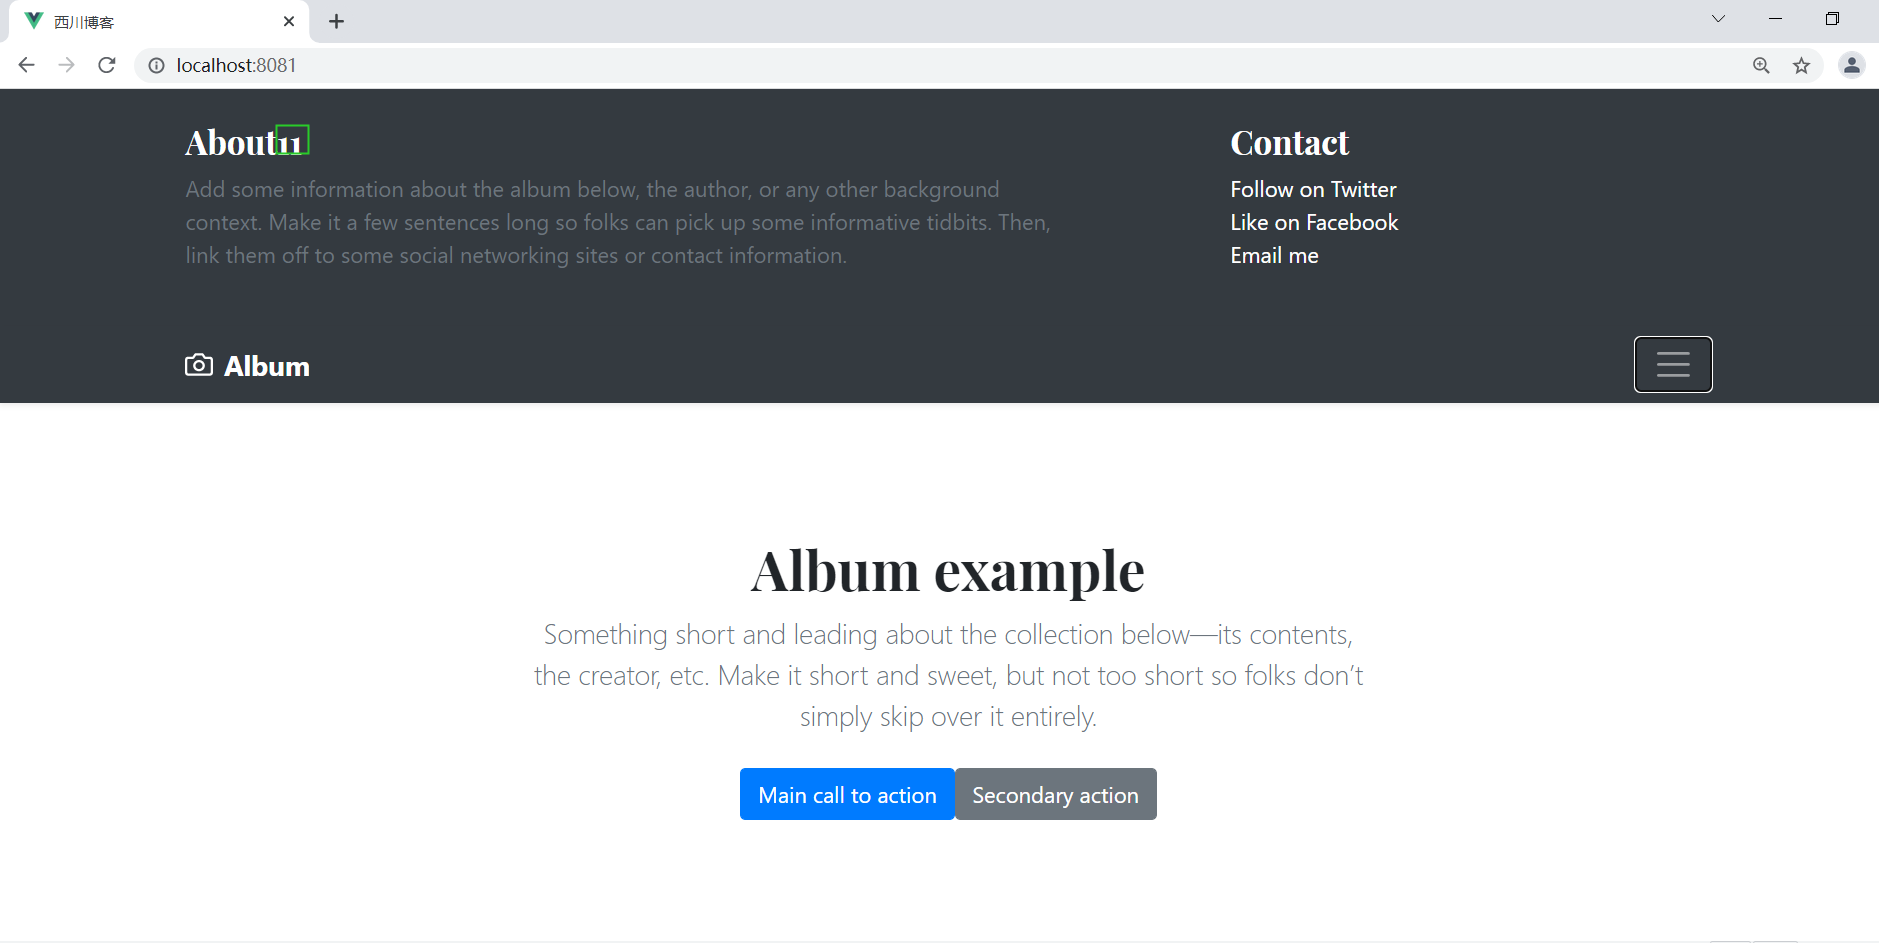 西川博客
localhost:8081
About11
Add some information about the album below, the author, or any other background
context. Make it a few sentences long so folks can pick up some informative tidbits. Then,
link them off to some social networking sites or contact information.
Contact
Follow on Twitter
Like on Facebook
Email me
Album
Album example
Something short and leading about the collection below—its contents,
the creator, etc. Make it short and sweet, but not too short so folks don’t
simply skip over it entirely.
Main call to action
Secondary action